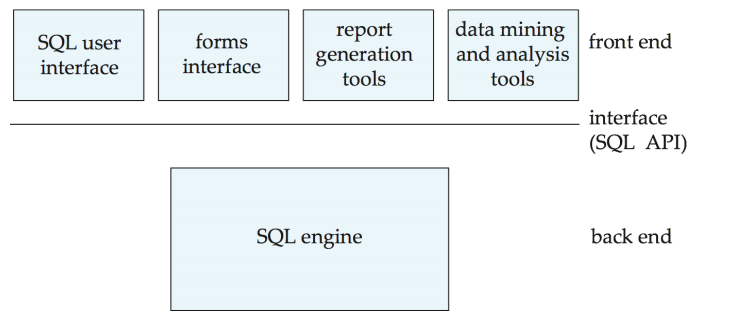 SQL user
interface
forms
interface
report
generation
tools
data mining
and analysis
tools
front end
interface
(SQL API)
SQL engine
back end